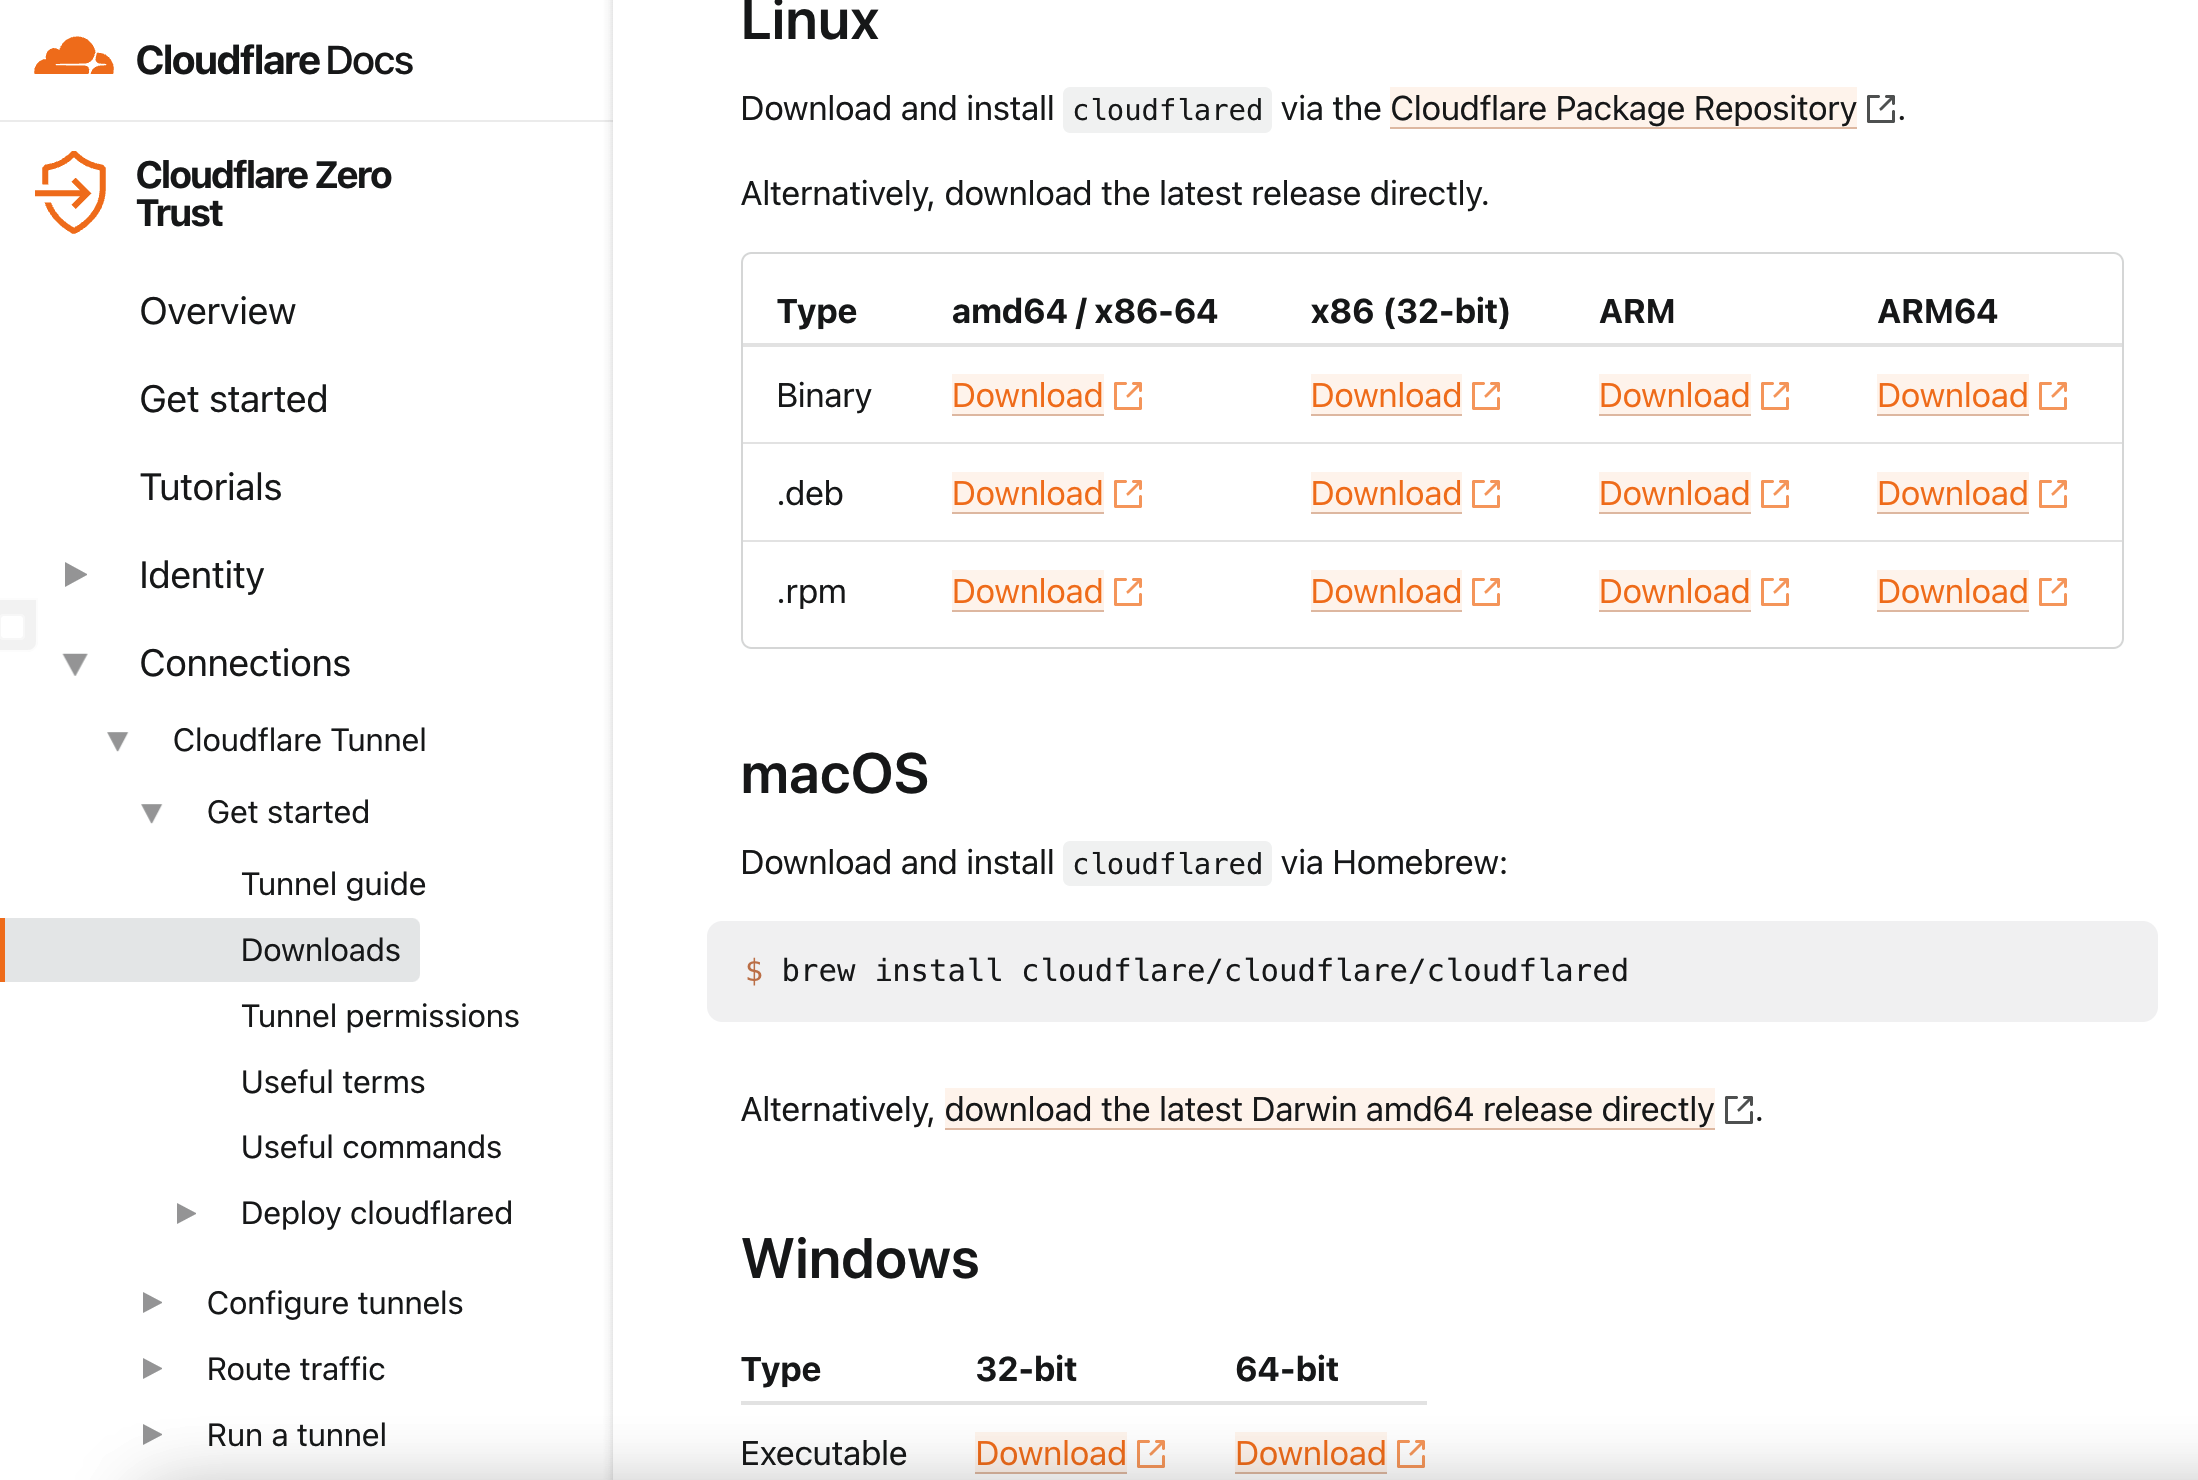 Cloudflare Docs
Cloudflare Zero
Trust
Overview
Get started
Tutorials
Identity
Connections
Cloudflare Tunnel
Get started
Tunnel guide
Downloads
Tunnel permissions
Useful terms
Useful commands
Deploy cloudflared
Configure tunnels
Route traffic
Run a tunnel
Linux
Download and install cloudflared via the Cloudflare Package Repository.
Alternatively, download the latest release directly.
Type amd64 / x86-64 x86 (32-bit) ARM ARM64
Binary Download Download Download Download
.deb Download Download Download Download
.rpm Download Download Download Download
macOS
Download and install cloudflared via Homebrew:
$ brew install cloudflare/cloudflare/cloudflared
Alternatively, download the latest Darwin amd64 release directly.
Windows
Type 32-bit 64-bit
Executable Download Download